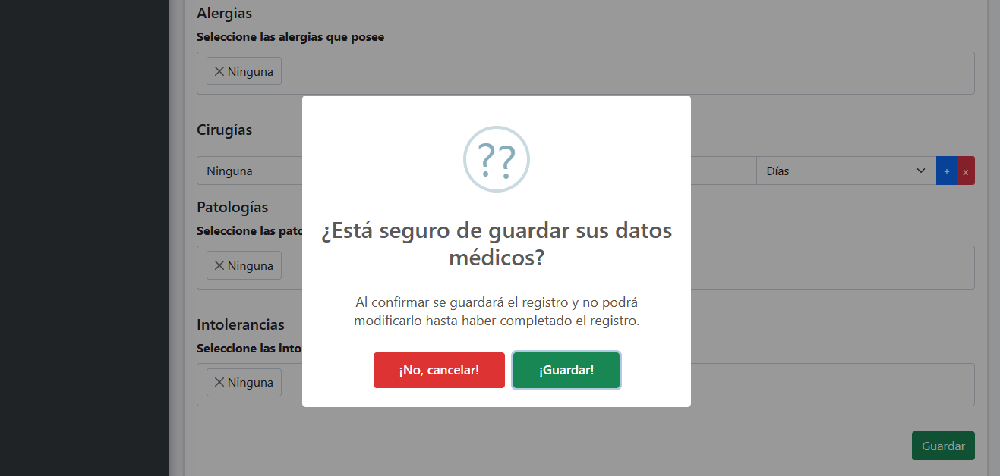 Alergias
Seleccione las alergias que posee
Ninguna
Cirugías
Ninguna
Días
+
x
Patologías
Seleccione las pato
Ninguna
Intolerancias
Seleccione las into
Ninguna
??
¿Está seguro de guardar sus datos
médicos?
Al confirmar se guardará el registro y no podrá
modificarlo hasta haber completado el registro.
¡No, cancelar!
¡Guardar!
Guardar